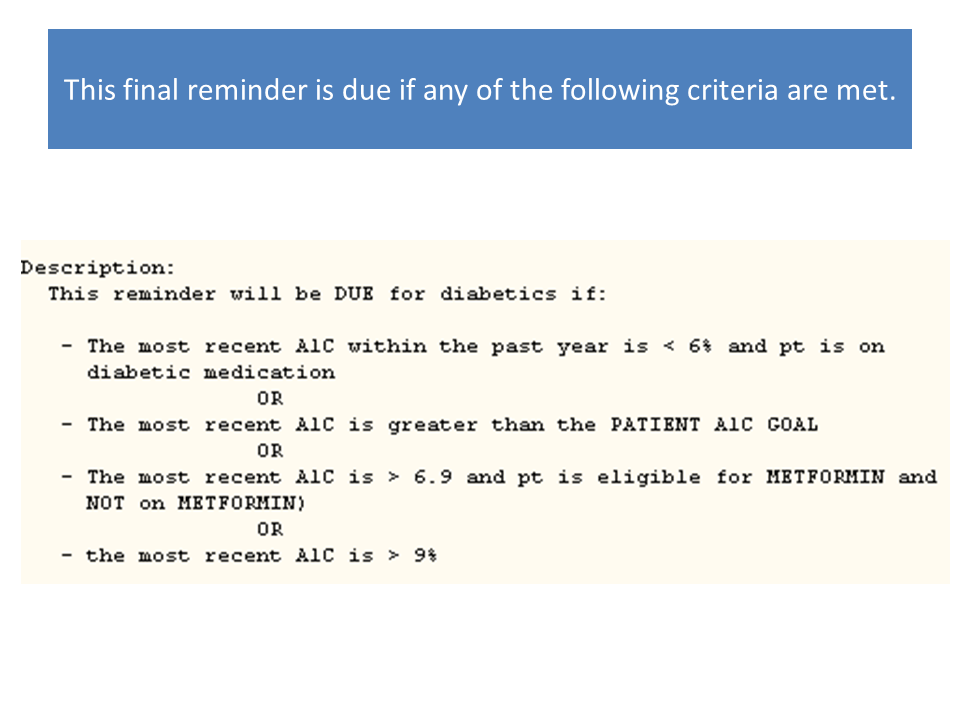 This final reminder is due if any of the following criteria are met.
Description:
This reminder will be DUE for diabetics if:
- The most recent A1C within the past year is < 6% and pt is on
diabetic medication
OR
- The most recent A1C is greater than the PATIENT A1C GOAL
OR
- The most recent A1C is > 6.9 and pt is eligible for METFORMIN and
NOT on METFORMIN)
OR
- the most recent A1C is > 9%